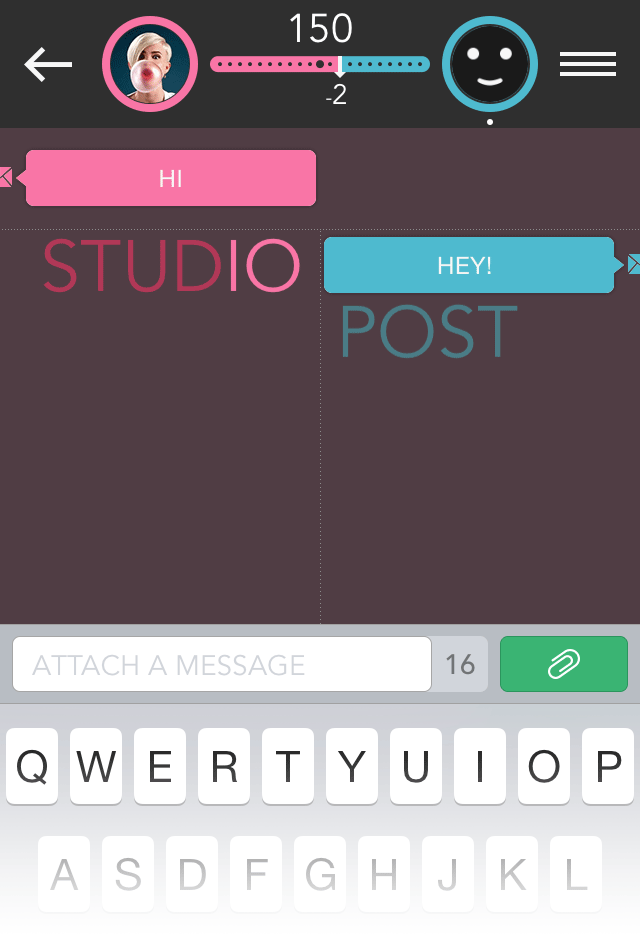 150
-2
HI
STUDIO
HEY!
POST
ATTACH A MESSAGE 16
Q W E R T Y U I O P
A S D F G H J K L